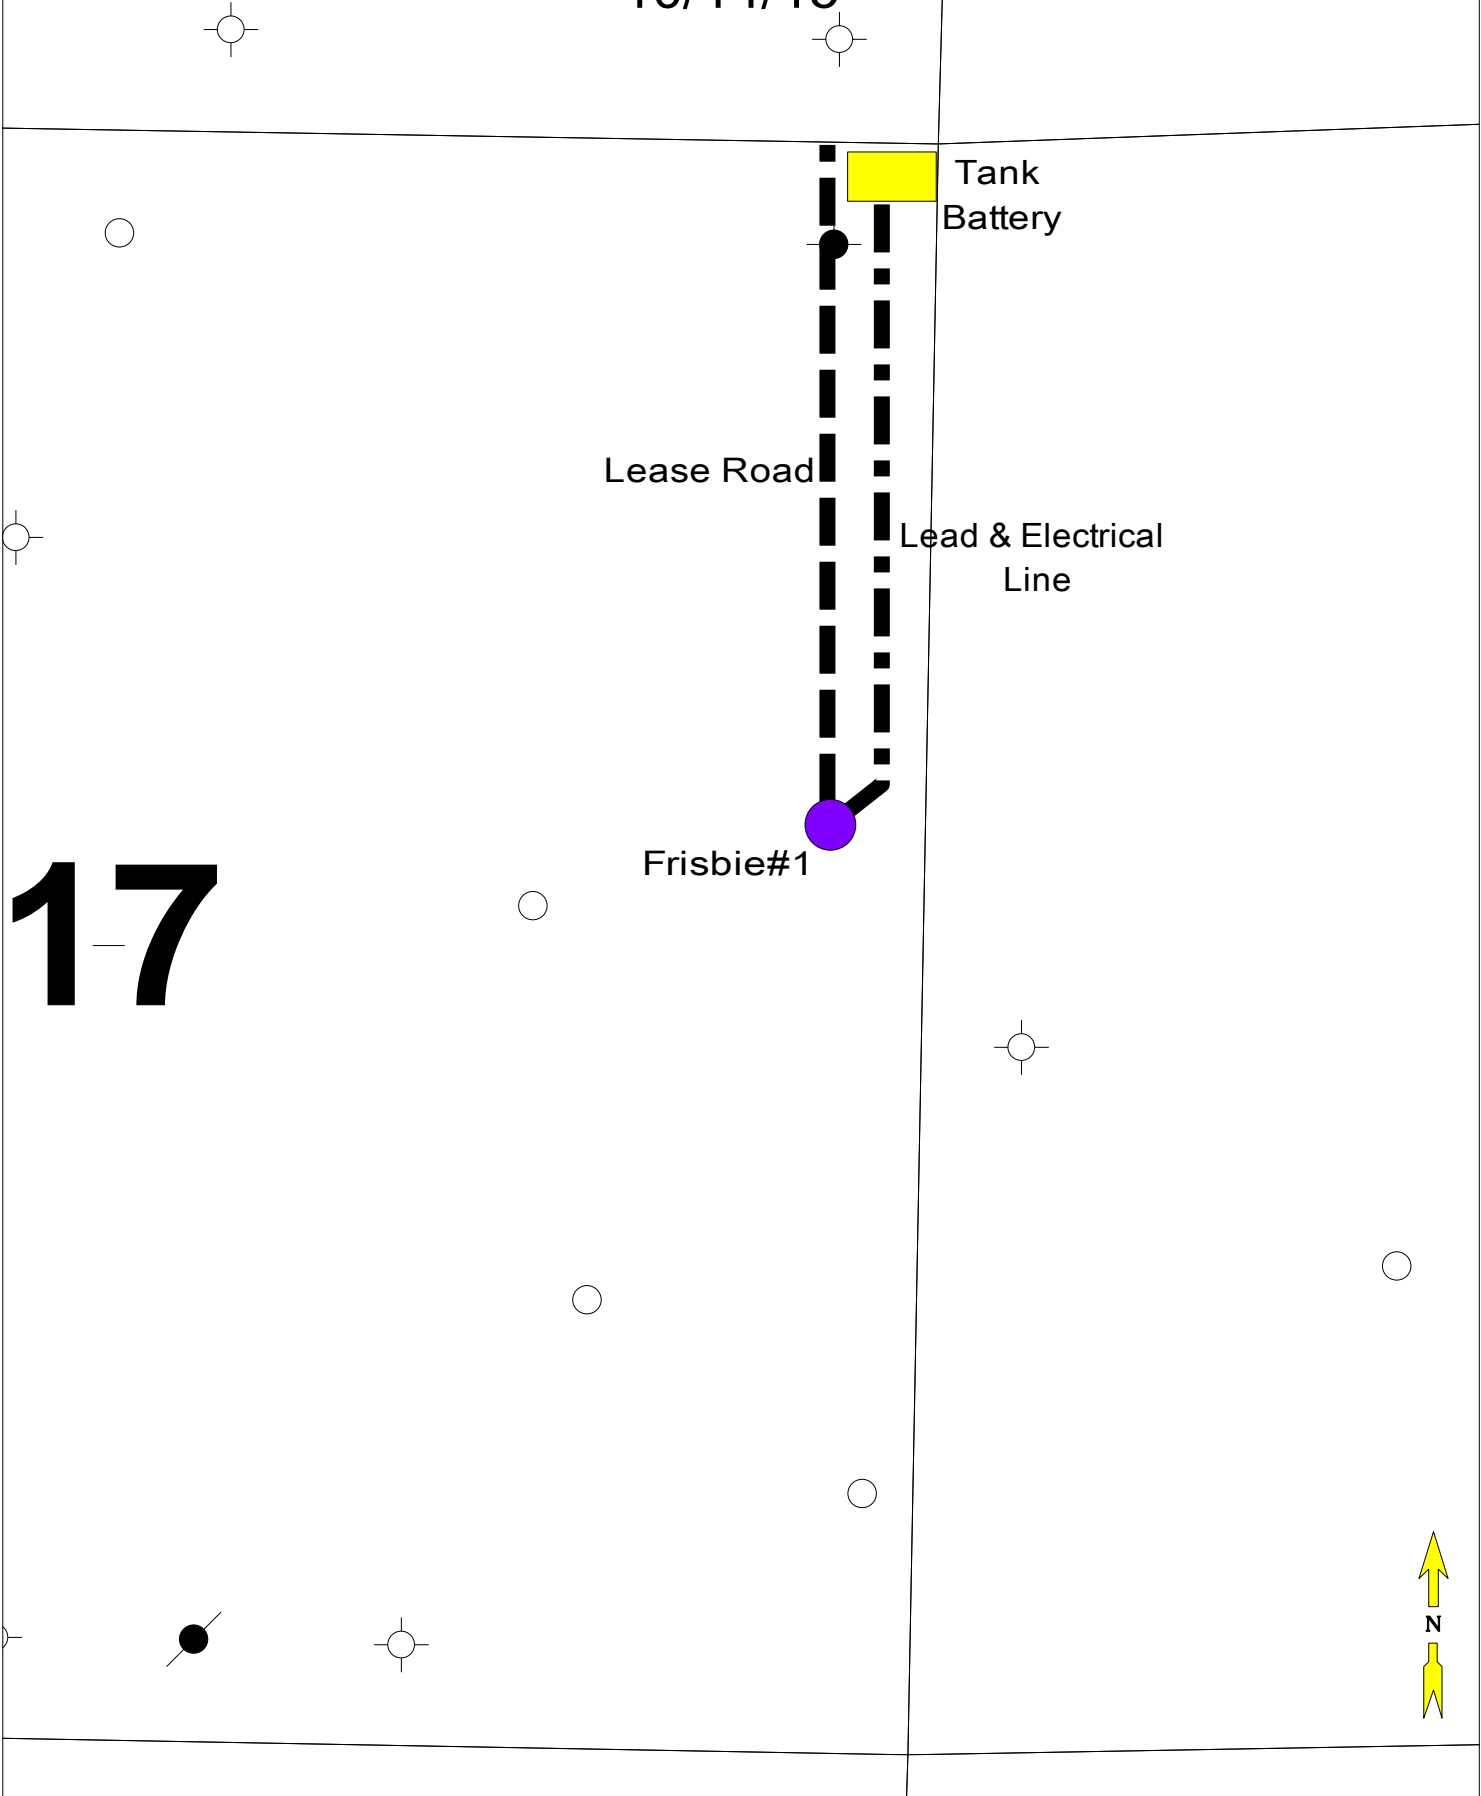 Tank
Battery
Lease Road
Lead & Electrical
Line
Frisbie#1
17
N